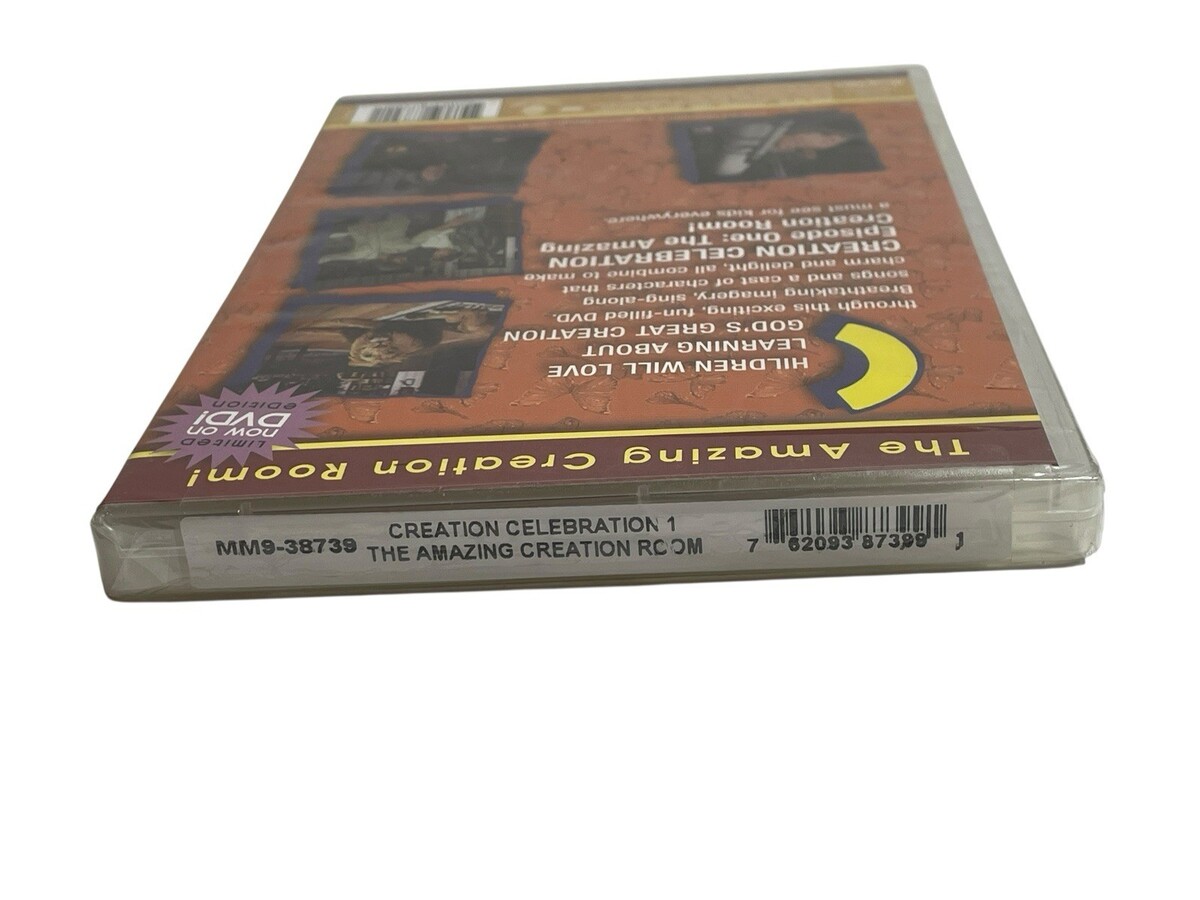 The Amazing Creation Room!
LIMITED
now on
DVD!
EDITION
CHILDREN WILL LOVE
LEARNING ABOUT
GOD'S GREAT CREATION
through this exciting, fun-filled DVD.
Breathtaking imagery, sing-along
songs and a cast of characters that
charm and delight, all combine to make
CREATION CELEBRATION
Episode One: The Amazing
Creation Room!
a must see for kids everywhere.
MM9-38739
CREATION CELEBRATION 1
THE AMAZING CREATION ROOM
7 62093 87399 1